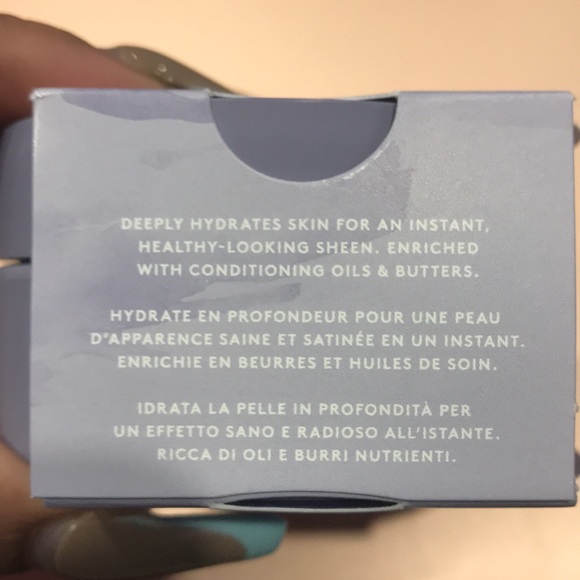 DEEPLY HYDRATES SKIN FOR AN INSTANT,
HEALTHY-LOOKING SHEEN. ENRICHED
WITH CONDITIONING OILS & BUTTERS.
HYDRATE EN PROFONDEUR POUR UNE PEAU
D'APPARENCE SAINE ET SATINÉE EN UN INSTANT.
ENRICHIE EN BEURRES ET HUILES DE SOIN.
IDRATA LA PELLE IN PROFONDITÀ PER
UN EFFETTO SANO E RADIOSO ALL'ISTANTE.
RICCA DI OLI E BURRI NUTRIENTI.